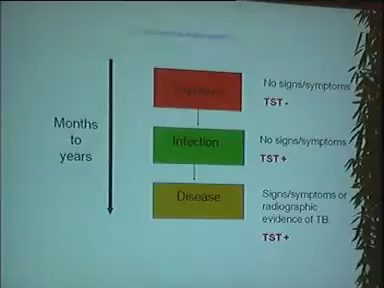 No signs/symptoms
TST -
Months
to
years
Infection
No signs/symptoms
TST +
Disease
Signs/symptoms or
radiographic
evidence of TB
TST +